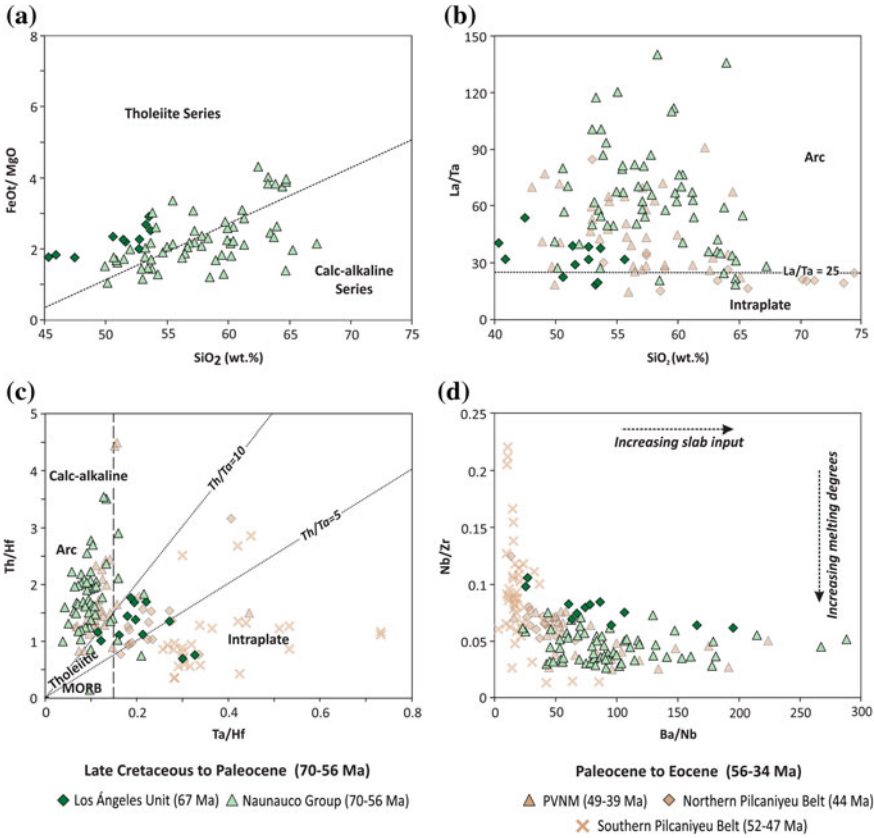 (a)
8
6
4
2
0
FeOt/ MgO
Tholeiite Series
Calc-alkaline
Series
45 50 55 60 65 70 75
SiO2 (wt.%)
(b)
150
120
90
60
30
0
La/Ta
Arc
La/Ta = 25
Intraplate
40 45 50 55 60 65 70 75
SiO2 (wt.%)
(c)
5
4
3
2
1
0
Th/Hf
Calc-alkaline
Arc
Th/Ta=10
Th/Ta=5
Intraplate
Tholeiitic
MORB
0 0.2 0.4 0.6 0.8
Ta/Hf
(d)
0.25
0.2
0.15
0.10
0.05
0
Nb/Zr
Increasing slab input
Increasing melting degrees
0 50 100 150 200 250 300
Ba/Nb
Late Cretaceous to Paleocene (70-56 Ma)
Los Ángeles Unit (67 Ma) Naunauco Group (70-56 Ma)
Paleocene to Eocene (56-34 Ma)
PVNM (49-39 Ma) Northern Pilcaniyeu Belt (44 Ma)
Southern Pilcaniyeu Belt (52-47 Ma)